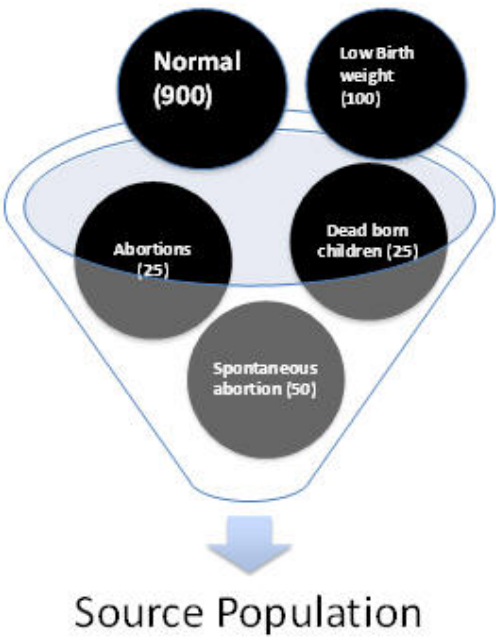 Normal
(900)
Low Birth
weight
(100)
Abortions
(25)
Dead born
children (25)
Spontaneous
abortion (50)
Source Population